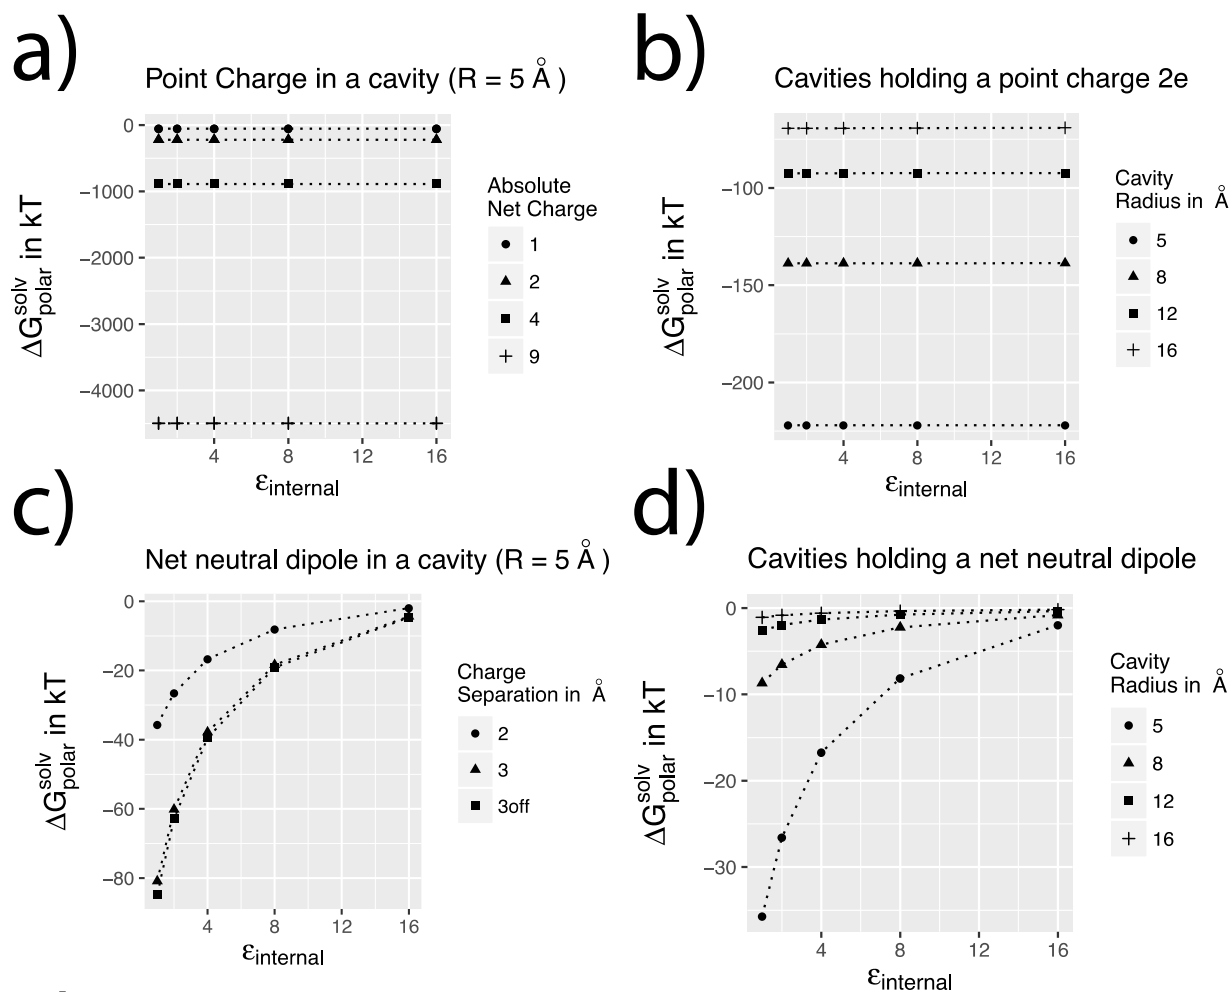 a)
Point Charge in a cavity (R = 5 Å )
0
−1000
−2000
−3000
−4000
4
8
12
16
ΔG^solv_polar in kT
ε_internal
Absolute
Net Charge
1
2
4
9
b)
Cavities holding a point charge 2e
−100
−150
−200
4
8
12
16
ΔG^solv_polar in kT
ε_internal
Cavity
Radius in Å
5
8
12
16
c)
Net neutral dipole in a cavity (R = 5 Å )
0
−20
−40
−60
−80
4
8
12
16
ΔG^solv_polar in kT
ε_internal
Charge
Separation in Å
2
3
3off
d)
Cavities holding a net neutral dipole
0
−10
−20
−30
4
8
12
16
ΔG^solv_polar in kT
ε_internal
Cavity
Radius in Å
5
8
12
16